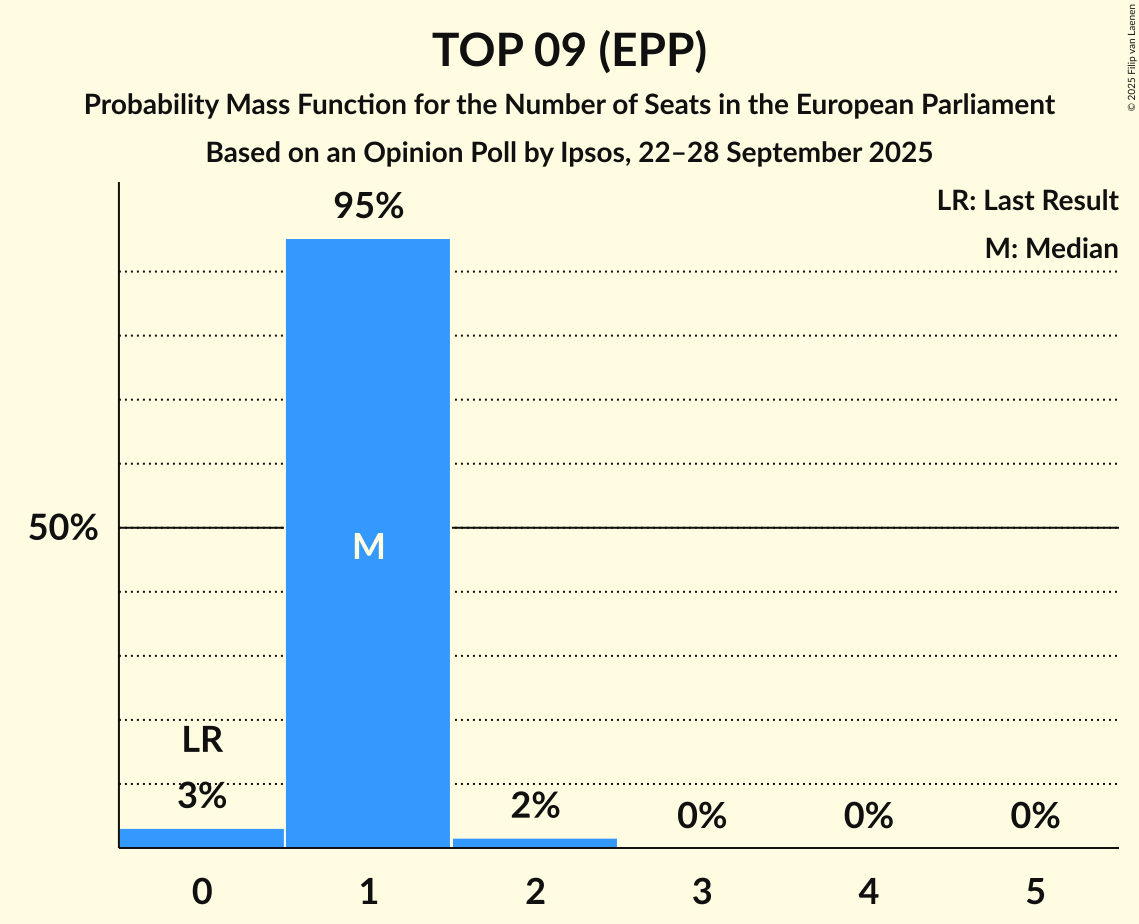 TOP 09 (EPP)
Probability Mass Function for the Number of Seats in the European Parliament
Based on an Opinion Poll by Ipsos, 22–28 September 2025
© 2025 Filip van Laenen
LR: Last Result
M: Median
95%
50%
M
LR
3%
2%
0%
0%
0%
0
1
2
3
4
5